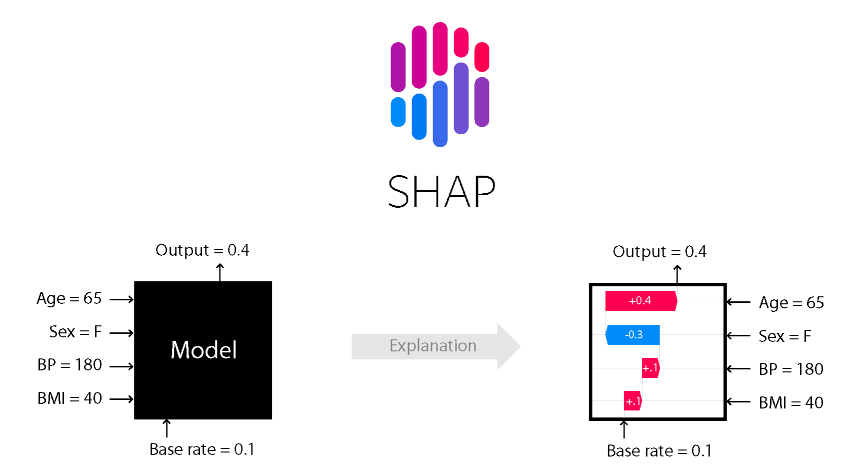 SHAP
Output = 0.4
Age = 65
Sex = F
BP = 180
BMI = 40
Model
Base rate = 0.1
Explanation
Output = 0.4
+0.4
Age = 65
-0.3
Sex = F
+.1
BP = 180
+.1
BMI = 40
Base rate = 0.1